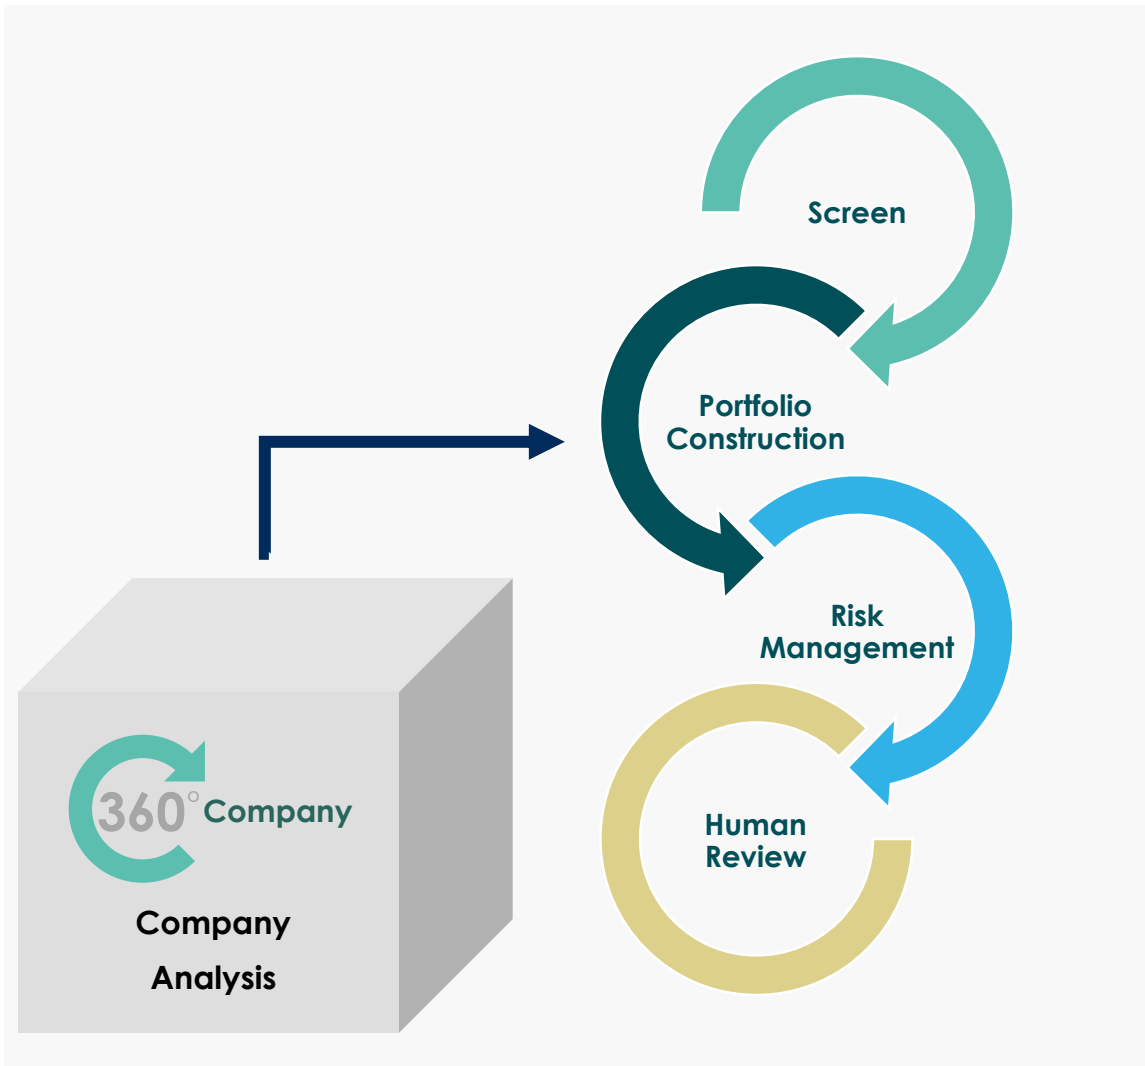 Screen
Portfolio
Construction
Risk
Management
Human
Review
360° Company
Company
Analysis